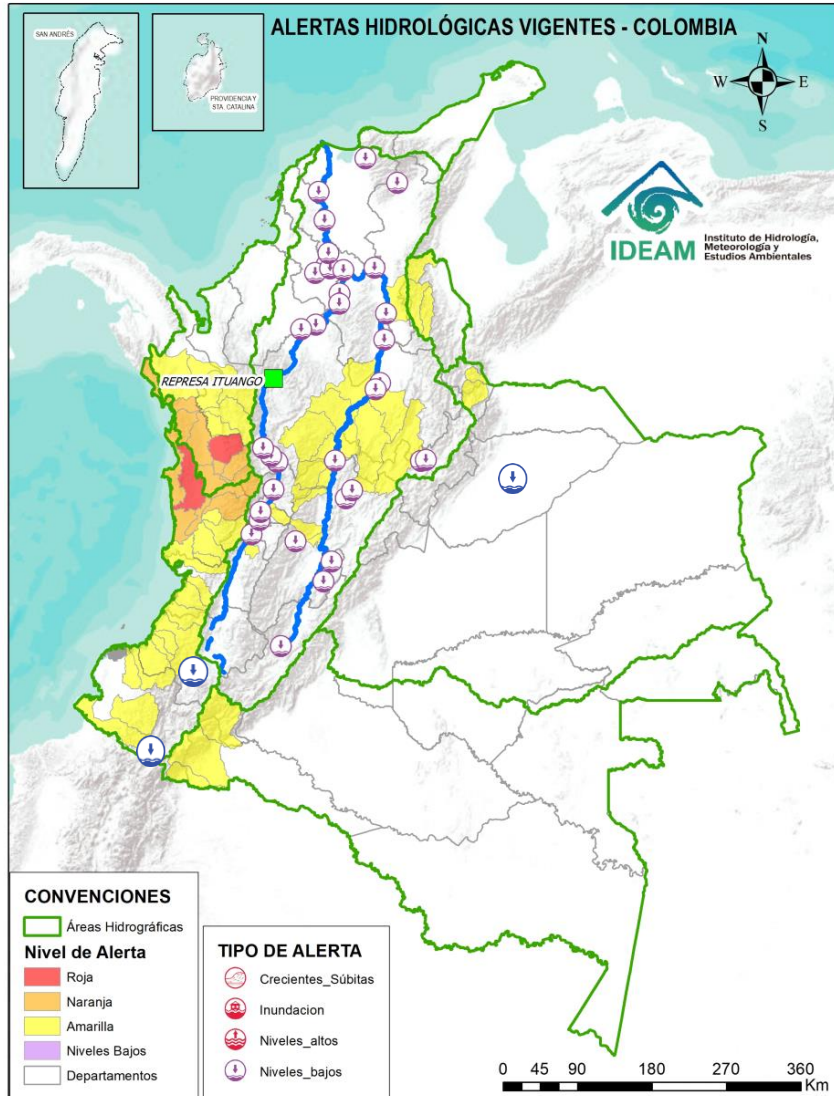 ALERTAS HIDROLÓGICAS VIGENTES - COLOMBIA
SAN ANDRÉS
PROVIDENCIA Y
STA. CATALINA
N
W
E
S
IDEAM
Instituto de Hidrología,
Meteorología y
Estudios Ambientales
REPRESA ITUANGO
CONVENCIONES
Áreas Hidrográficas
Nivel de Alerta
Roja
Naranja
Amarilla
Niveles Bajos
Departamentos
TIPO DE ALERTA
Crecientes_Súbitas
Inundacion
Niveles_altos
Niveles_bajos
0 45 90 180 270 360
Km